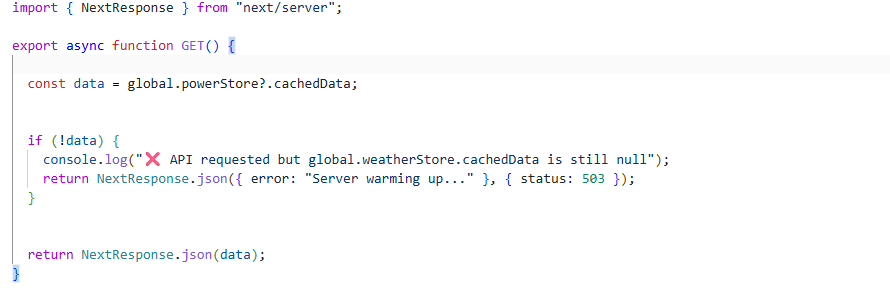 import { NextResponse } from "next/server";
export async function GET() {
const data = global.powerStore?.cachedData;
if (!data) {
console.log("❌ API requested but global.weatherStore.cachedData is still null");
return NextResponse.json({ error: "Server warming up..." }, { status: 503 });
}
return NextResponse.json(data);
}